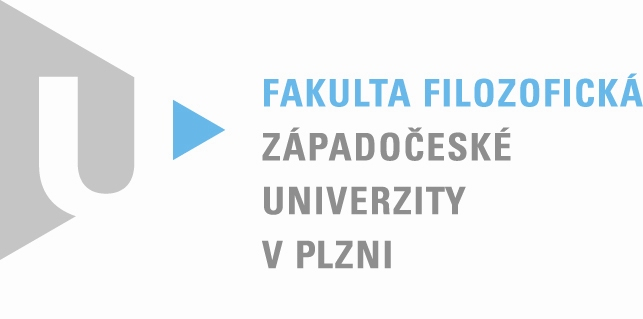 FAKULTA FILOZOFICKÁ
ZÁPADOČESKÉ
UNIVERZITY
V PLZNI